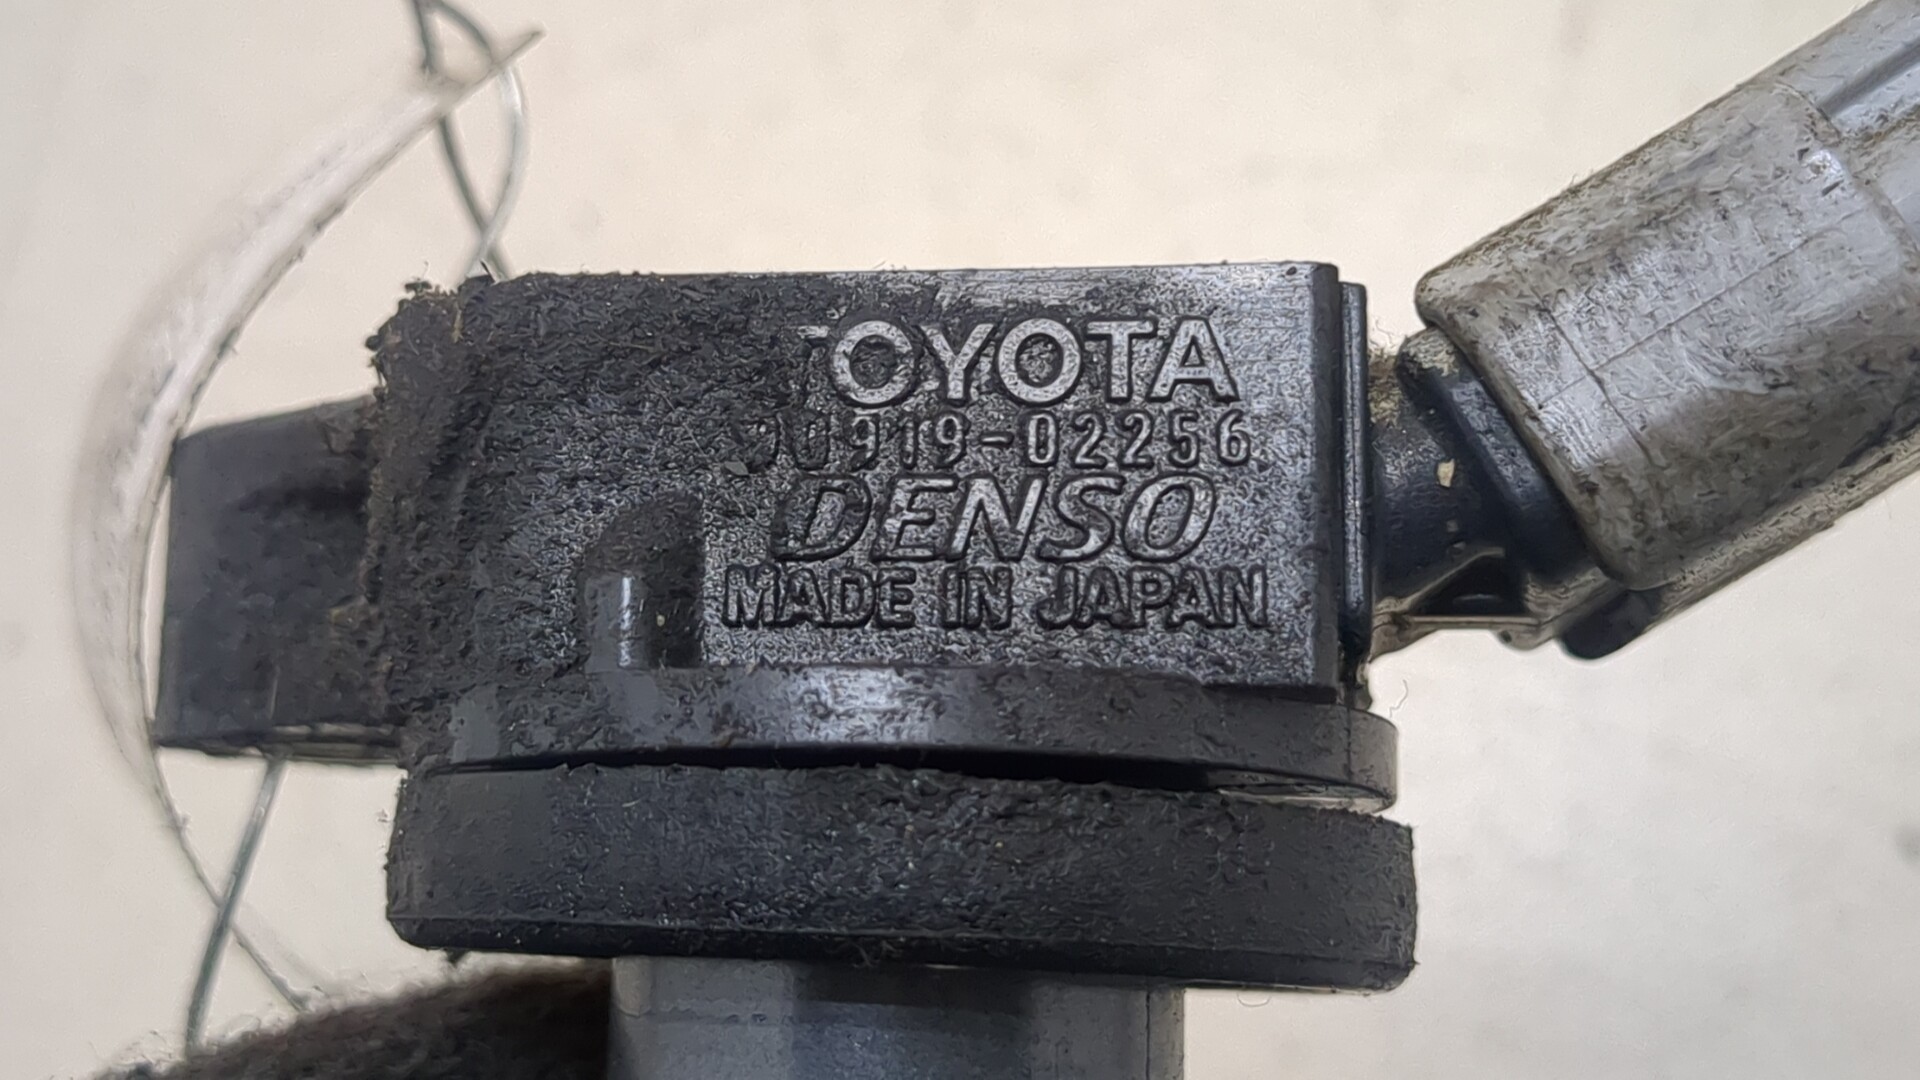 TOYOTA
90919-02256
DENSO
MADE IN JAPAN